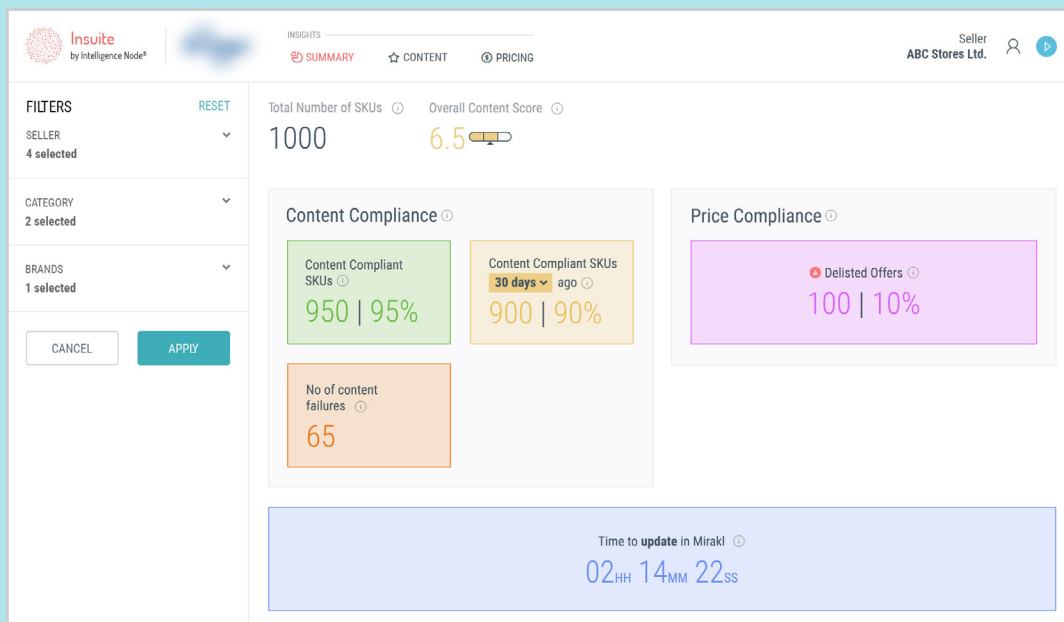 Insuite
by Intelligence Node®
INSIGHTS
SUMMARY
CONTENT
PRICING
Seller
ABC Stores Ltd.
FILTERS
RESET
SELLER
4 selected
CATEGORY
2 selected
BRANDS
1 selected
CANCEL
APPLY
Total Number of SKUs
1000
Overall Content Score
6.5
Content Compliance
Content Compliant
SKUs
950 | 95%
Content Compliant SKUs
30 days ago
900 | 90%
No of content
failures
65
Price Compliance
Delisted Offers
100 | 10%
Time to update in Mirakl
02HH 14MM 22SS